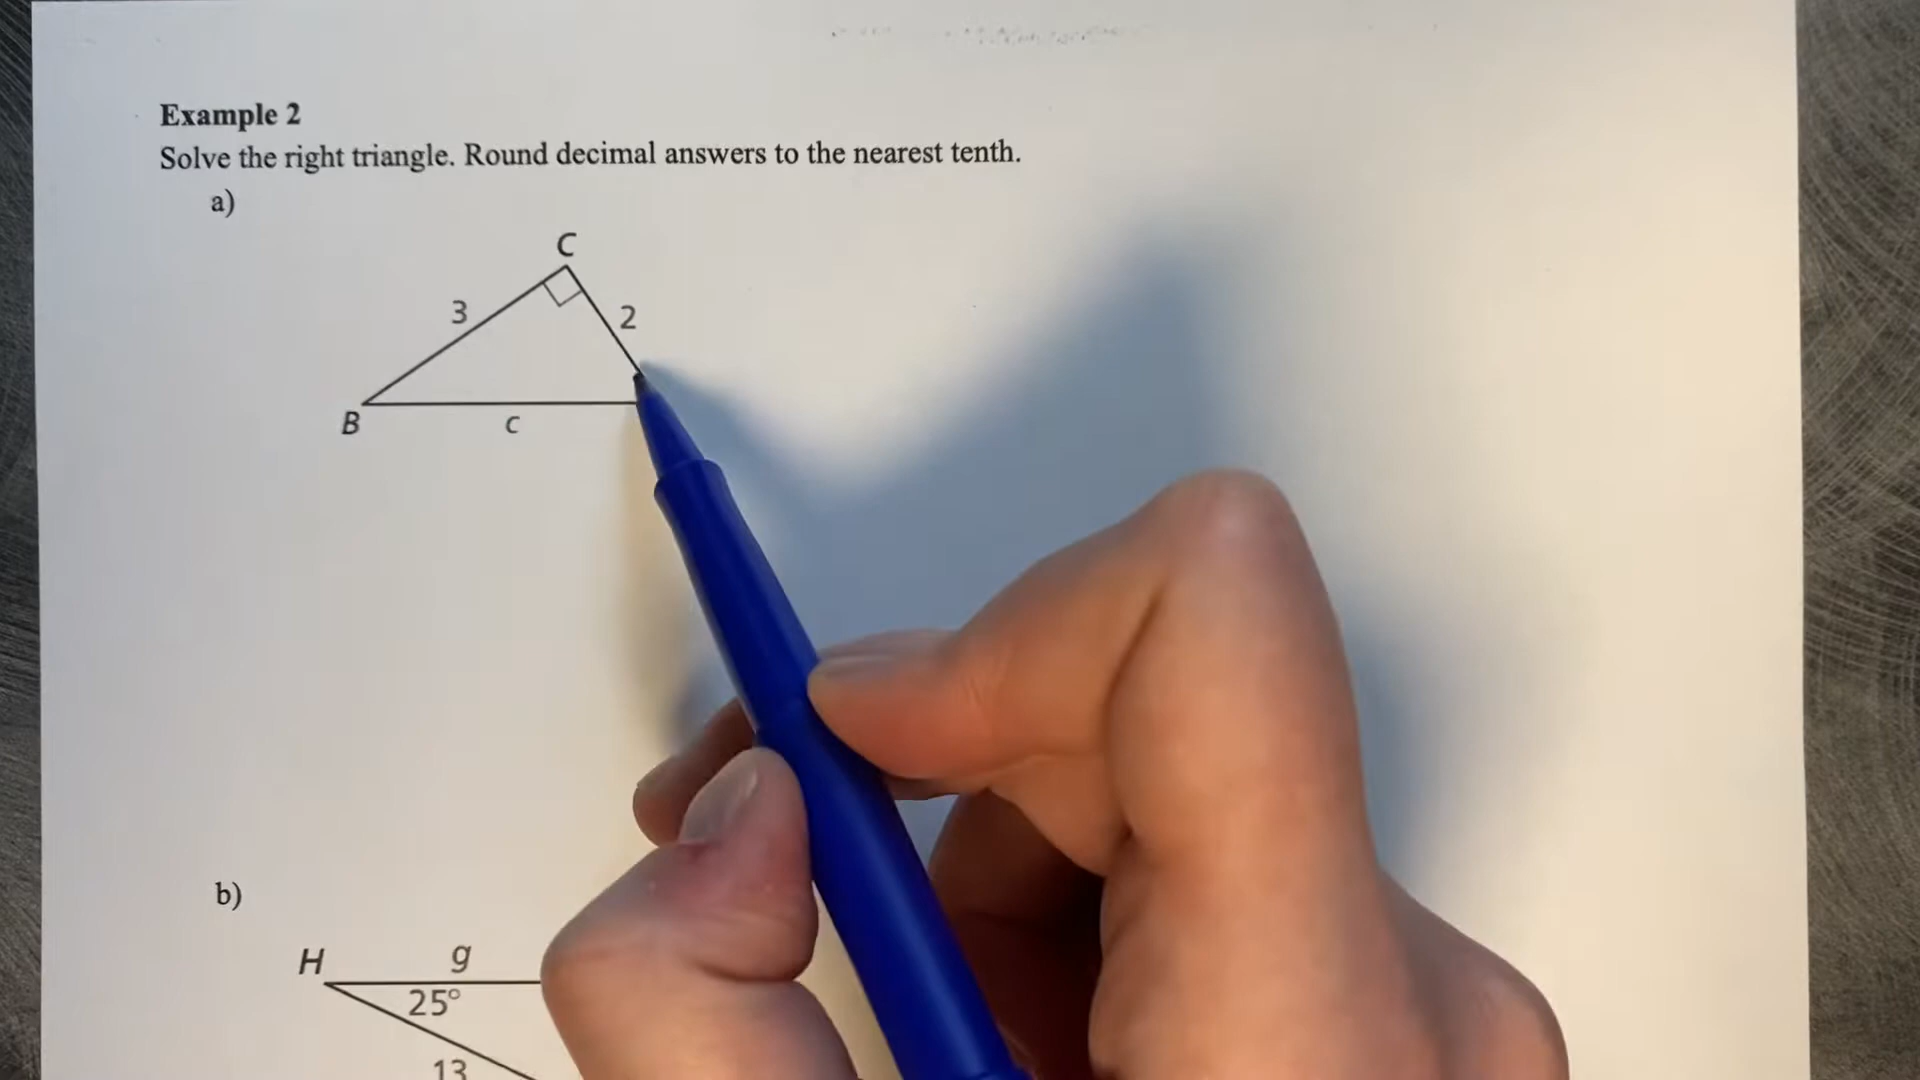 Example 2
Solve the right triangle. Round decimal answers to the nearest tenth.
a)
C
3
2
B
c
b)
H
g
25°
13